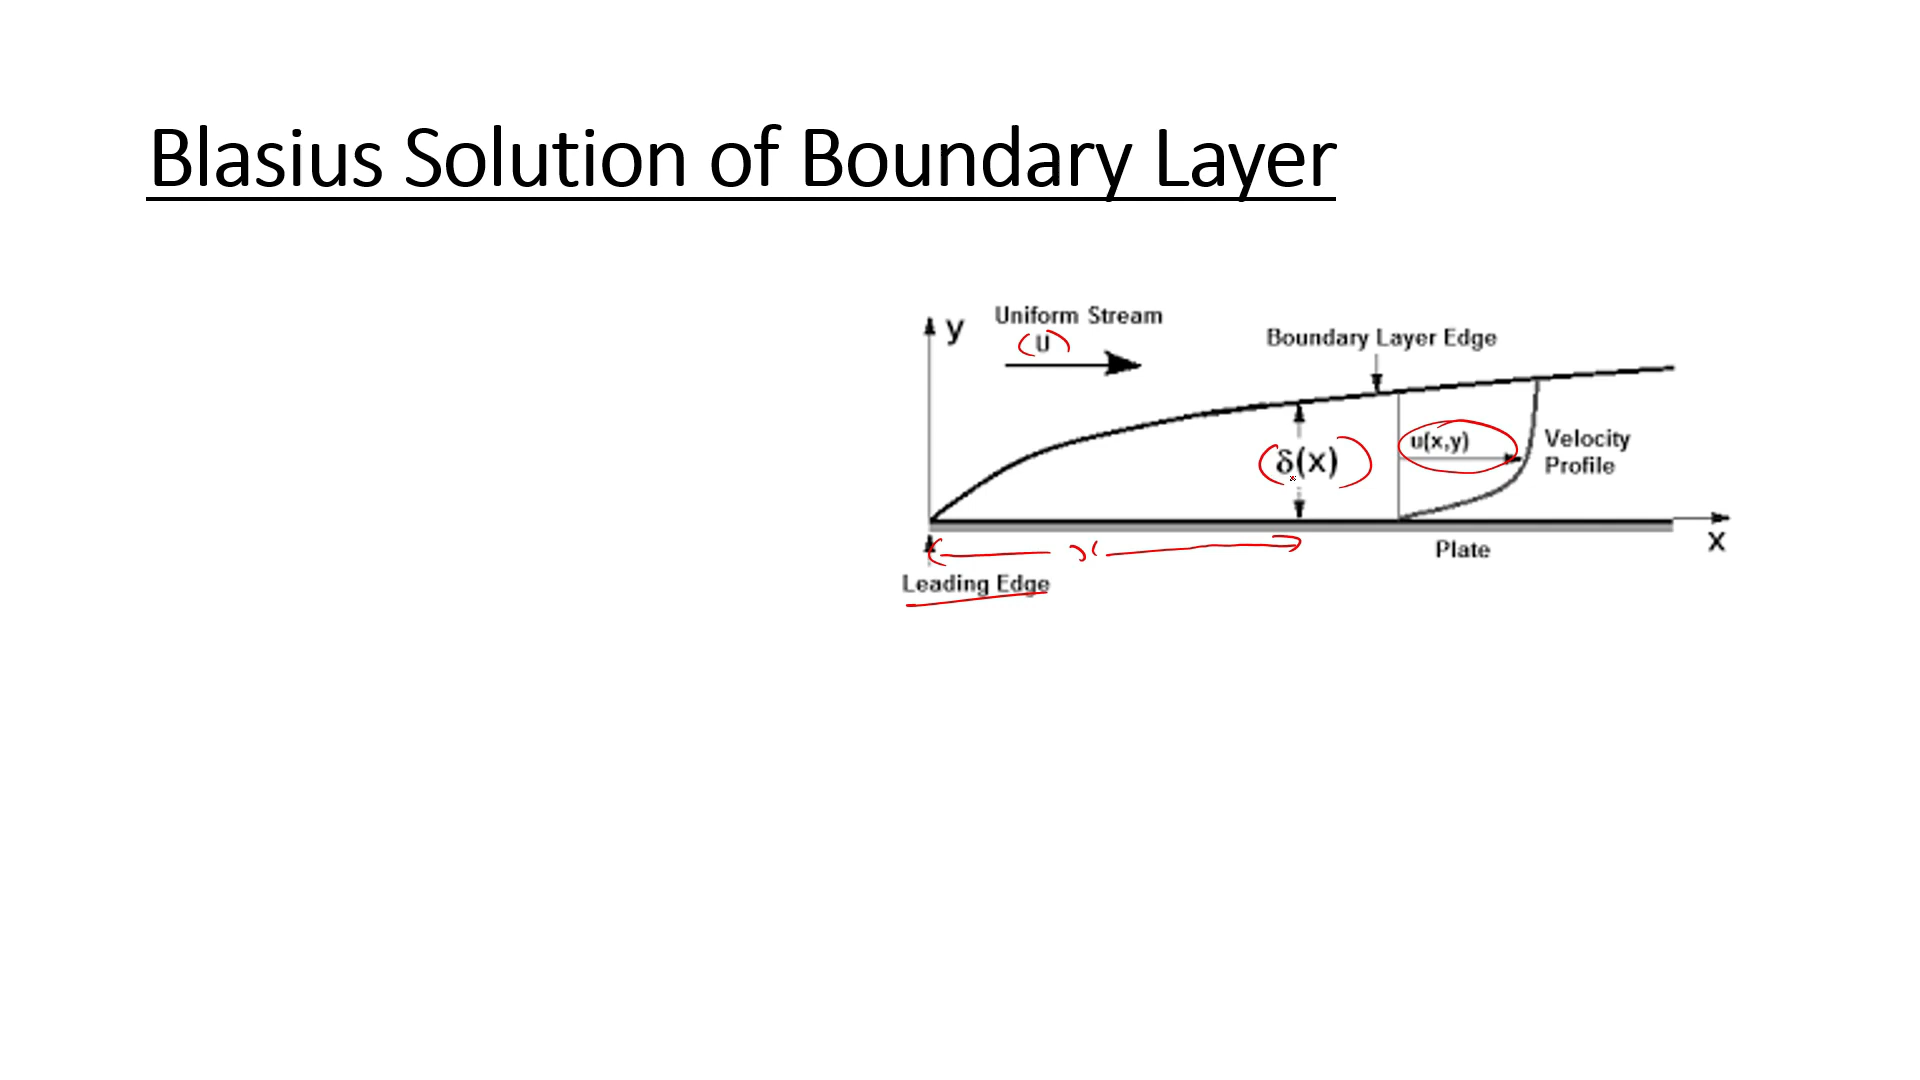 Blasius Solution of Boundary Layer
Uniform Stream
y
U
Boundary Layer Edge
δ(x)
u(x,y)
Velocity
Profile
x
Plate
x
Leading Edge